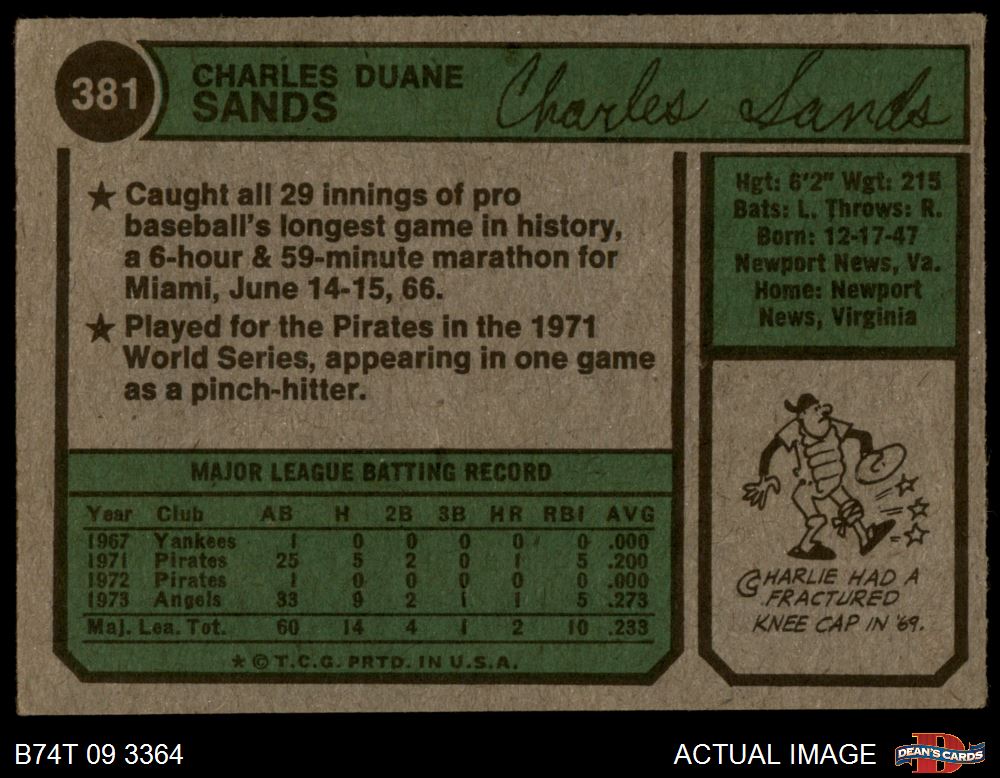 381
CHARLES DUANE
SANDS
Charles Sands
★ Caught all 29 innings of pro
baseball's longest game in history,
a 6-hour & 59-minute marathon for
Miami, June 14-15, 66.
★ Played for the Pirates in the 1971
World Series, appearing in one game
as a pinch-hitter.
Hgt: 6'2" Wgt: 215
Bats: L. Throws: R.
Born: 12-17-47
Newport News, Va.
Home: Newport
News, Virginia
MAJOR LEAGUE BATTING RECORD
Year Club AB H 2B 3B HR RBI AVG
1967 Yankees 1 0 0 0 0 0 .000
1971 Pirates 25 5 2 0 1 5 .200
1972 Pirates 1 0 0 0 0 0 .000
1973 Angels 33 9 2 1 1 5 .273
Maj. Lea. Tot. 60 14 4 1 2 10 .233
★ © T.C.G. PRTD. IN U.S.A.
CHARLIE HAD A
FRACTURED
KNEE CAP IN '69.
B74T 09 3364
ACTUAL IMAGE
D
DEAN'S CARDS